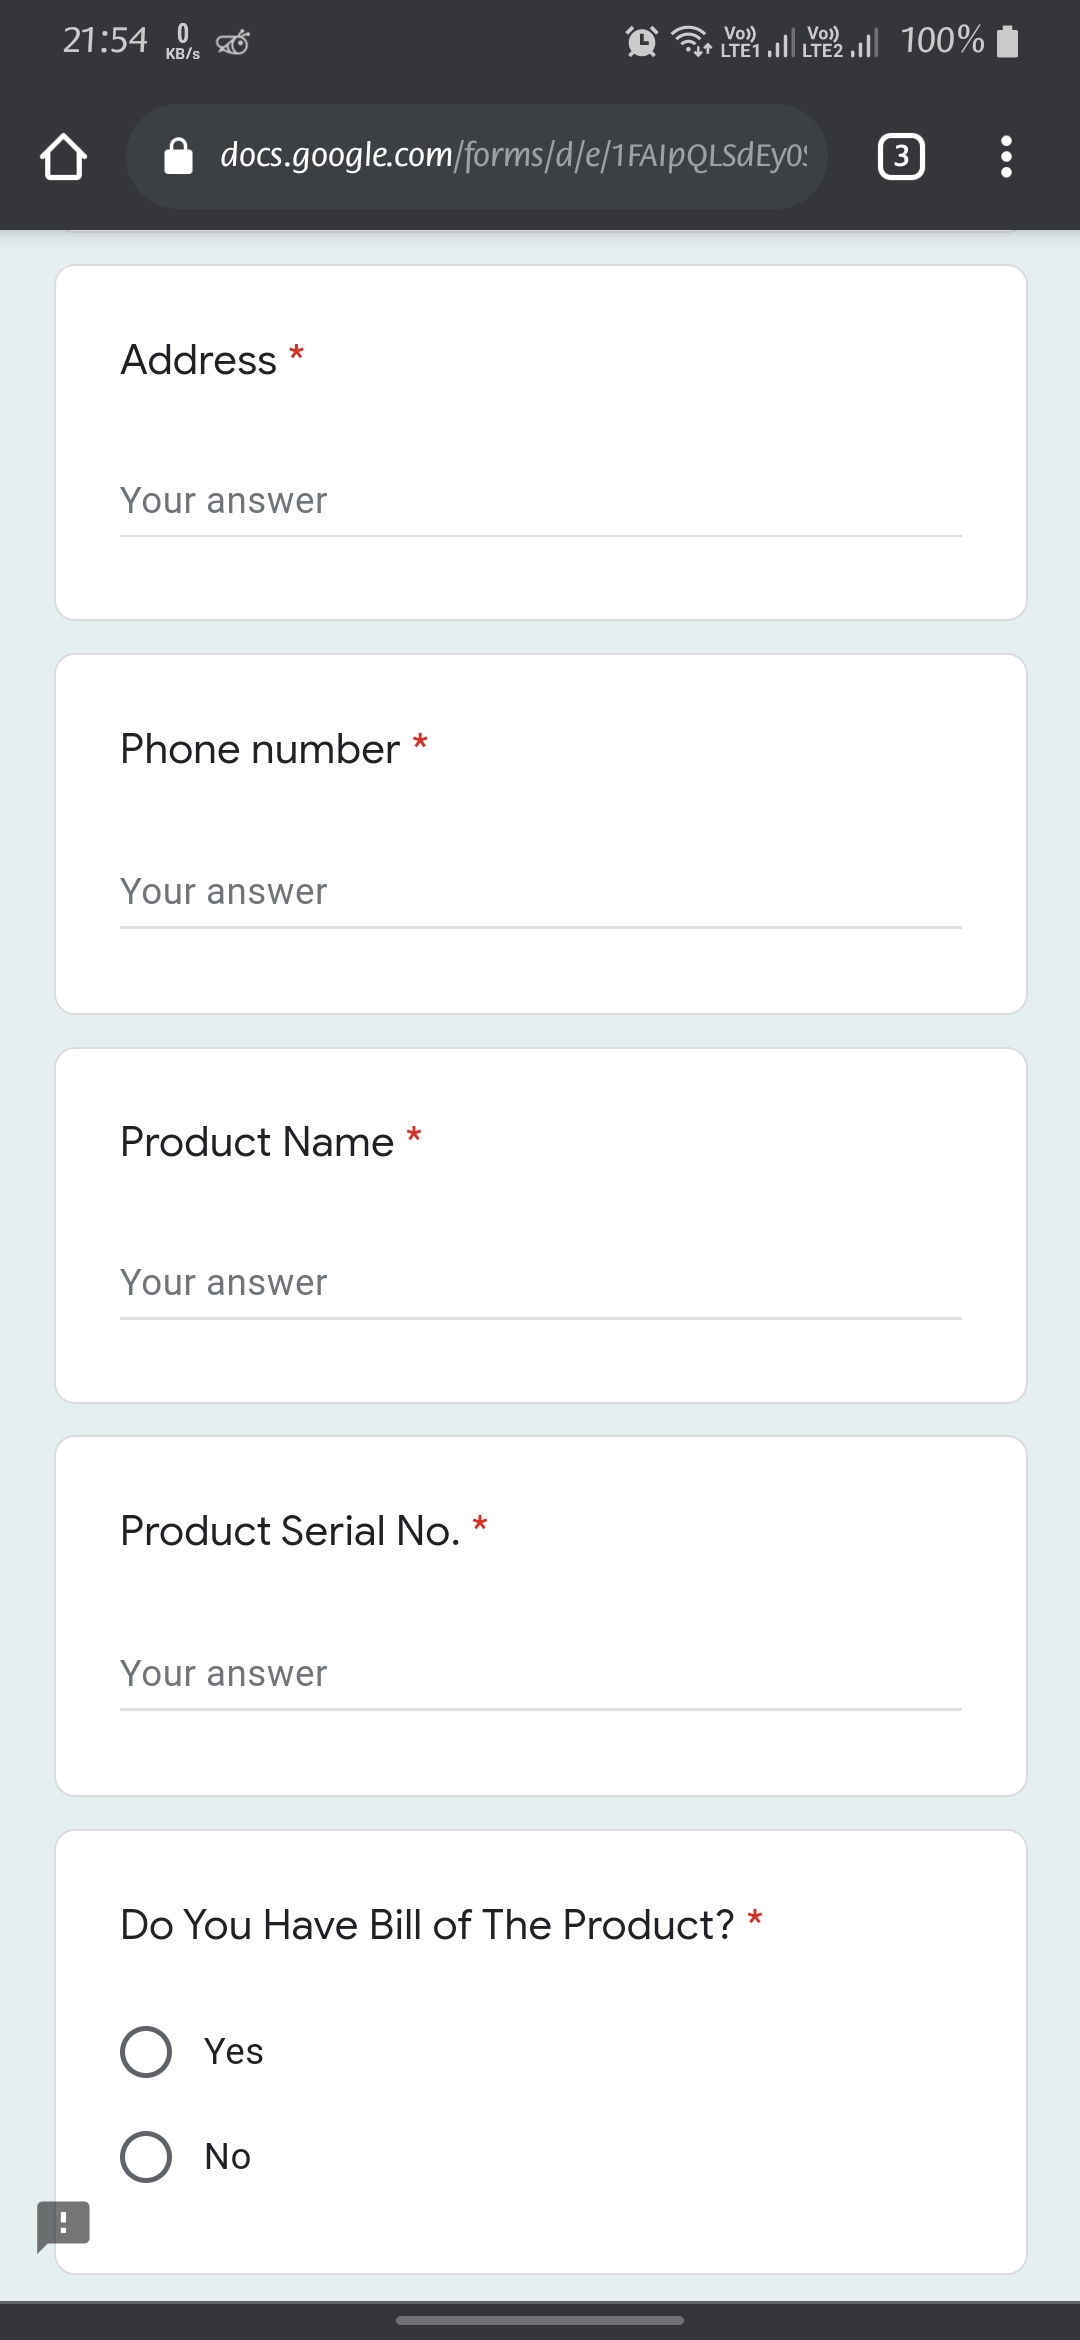 21:54 0 KB/s Vo)) LTE1 Vo)) LTE2 100%
docs.google.com/forms/d/e/1FAIpQLSdEy0
3
Address *
Your answer
Phone number *
Your answer
Product Name *
Your answer
Product Serial No. *
Your answer
Do You Have Bill of The Product? *
Yes
No